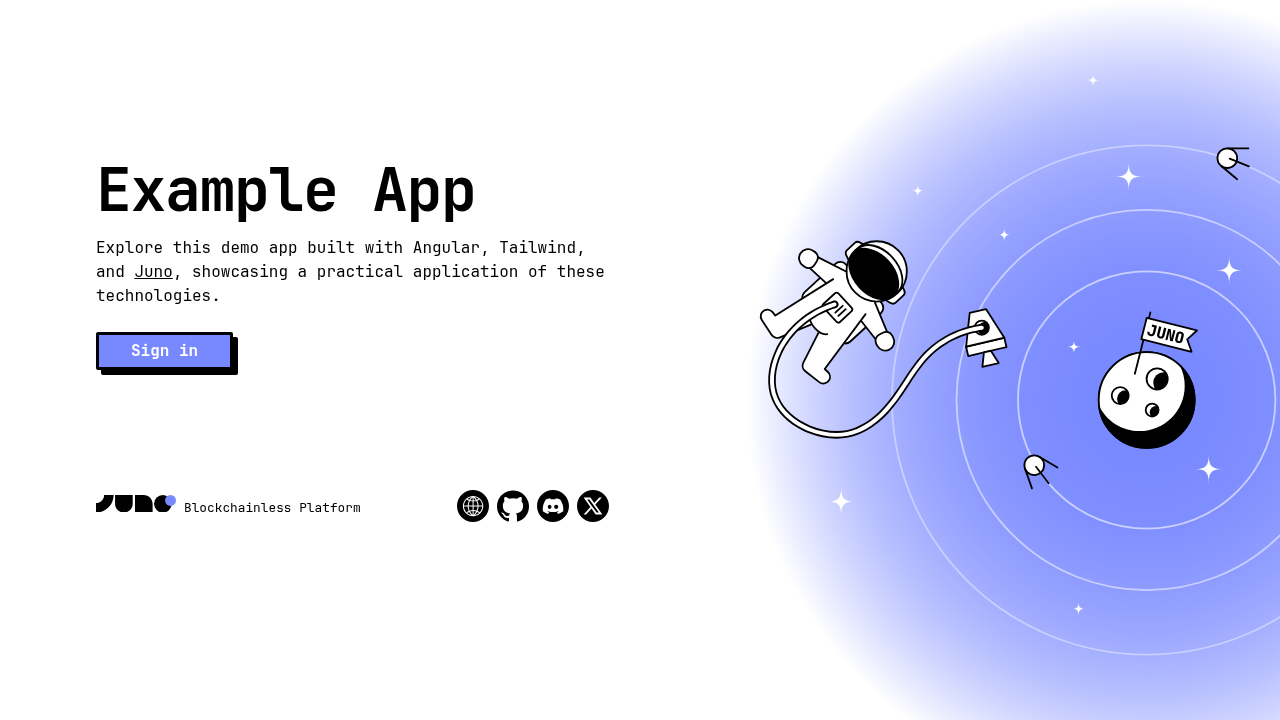 Example App
Explore this demo app built with Angular, Tailwind,
and Juno, showcasing a practical application of these
technologies.
Sign in
JUNO
JUNO
Blockchainless Platform